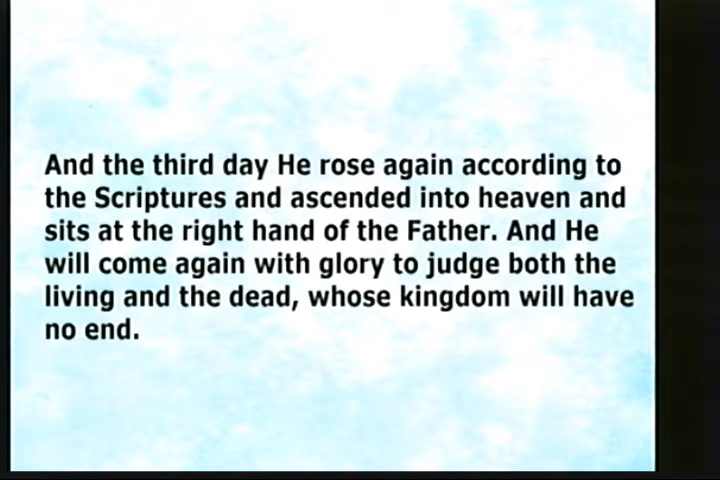 And the third day He rose again according to
the Scriptures and ascended into heaven and
sits at the right hand of the Father. And He
will come again with glory to judge both the
living and the dead, whose kingdom will have
no end.